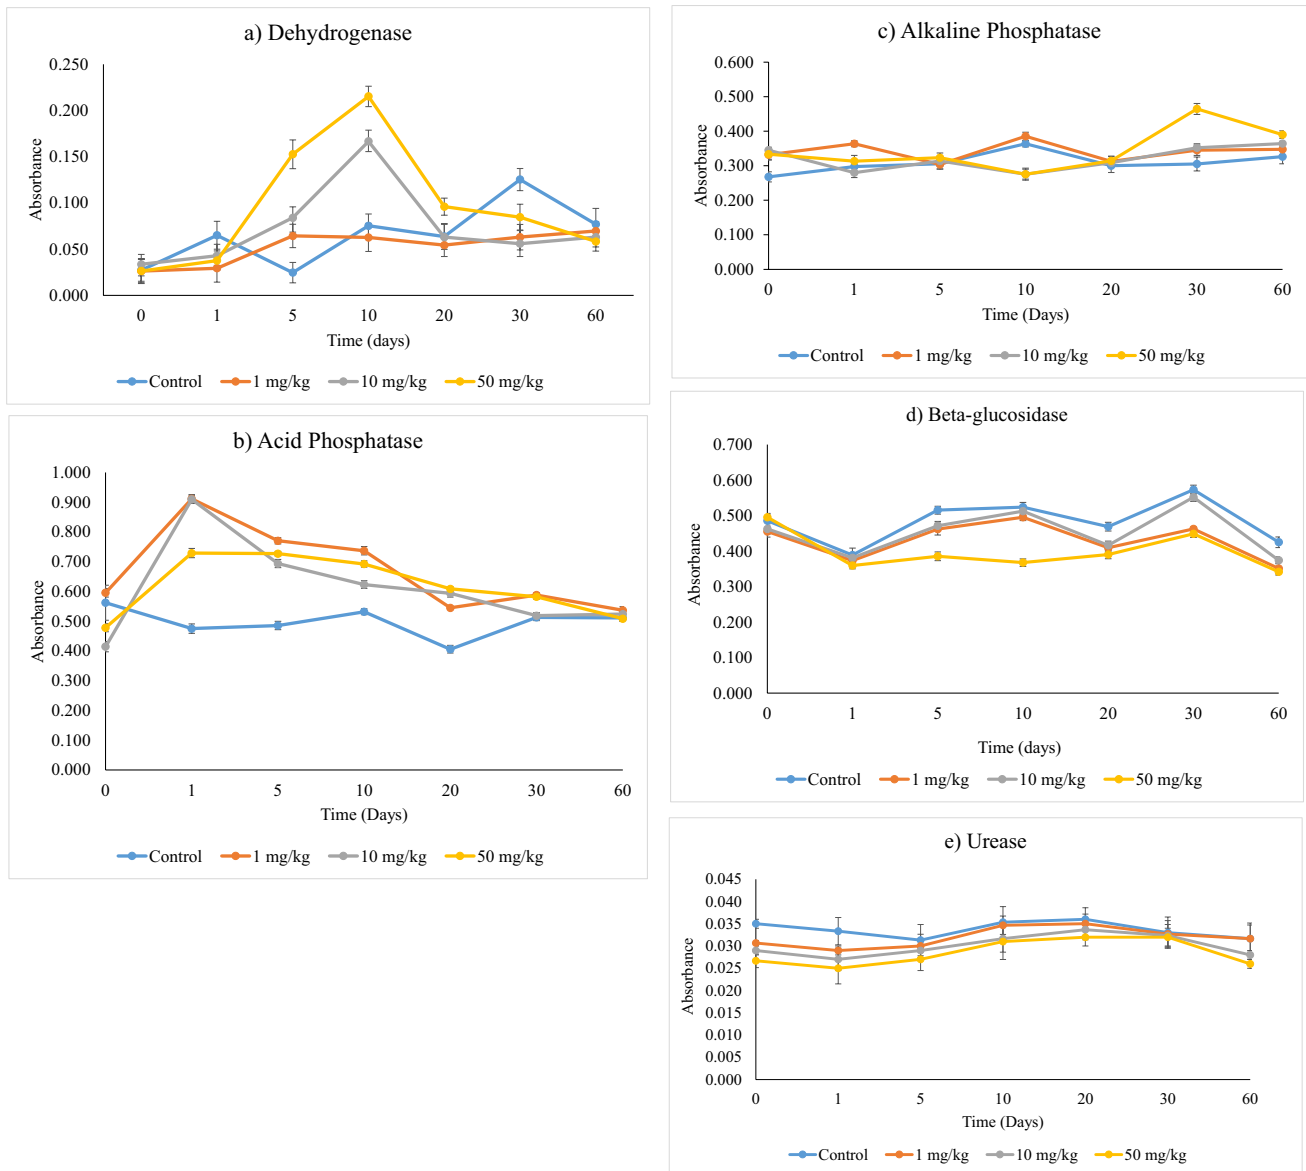 a) Dehydrogenase
0.250
0.200
0.150
0.100
0.050
0.000
Absorbance
0 1 5 10 20 30 60
Time (days)
Control 1 mg/kg 10 mg/kg 50 mg/kg
b) Acid Phosphatase
1.000
0.900
0.800
0.700
0.600
0.500
0.400
0.300
0.200
0.100
0.000
Absorbance
0 1 5 10 20 30 60
Time (Days)
Control 1 mg/kg 10 mg/kg 50 mg/kg
c) Alkaline Phosphatase
0.600
0.500
0.400
0.300
0.200
0.100
0.000
Absorbance
0 1 5 10 20 30 60
Time (Days)
Control 1 mg/kg 10 mg/kg 50 mg/kg
d) Beta-glucosidase
0.700
0.600
0.500
0.400
0.300
0.200
0.100
0.000
Absorbance
0 1 5 10 20 30 60
Time (days)
Control 1 mg/kg 10 mg/kg 50 mg/kg
e) Urease
0.045
0.040
0.035
0.030
0.025
0.020
0.015
0.010
0.005
0.000
Absorbance
0 1 5 10 20 30 60
Time (Days)
Control 1 mg/kg 10 mg/kg 50 mg/kg